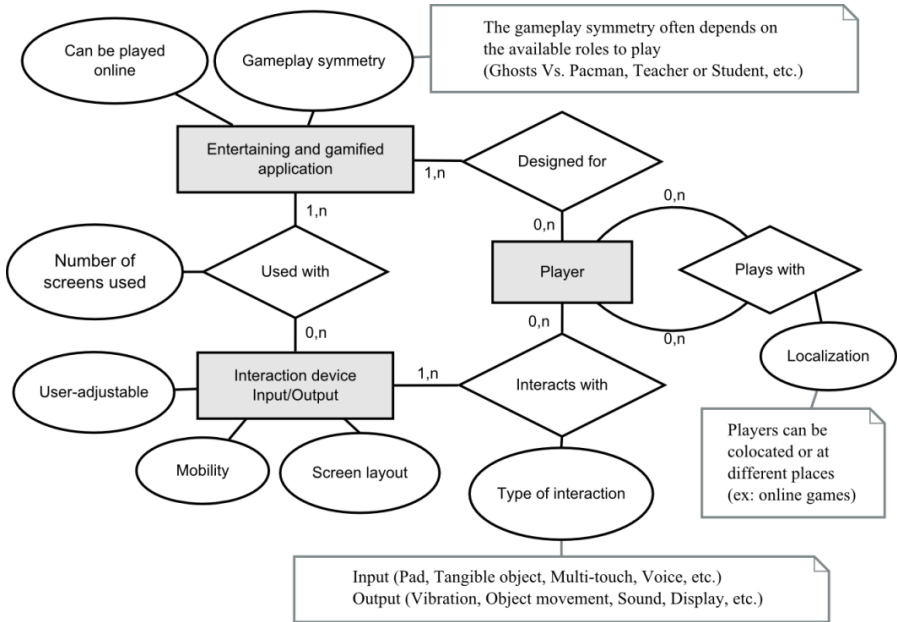 Can be played
online
Gameplay symmetry
The gameplay symmetry often depends on
the available roles to play
(Ghosts Vs. Pacman, Teacher or Student, etc.)
Entertaining and gamified
application
1,n
Designed for
1,n
0,n
0,n
Number of
screens used
Used with
Player
Plays with
0,n
0,n
0,n
Localization
User-adjustable
Interaction device
Input/Output
1,n
Interacts with
Mobility
Screen layout
Type of interaction
Players can be
colocated or at
different places
(ex: online games)
Input (Pad, Tangible object, Multi-touch, Voice, etc.)
Output (Vibration, Object movement, Sound, Display, etc.)